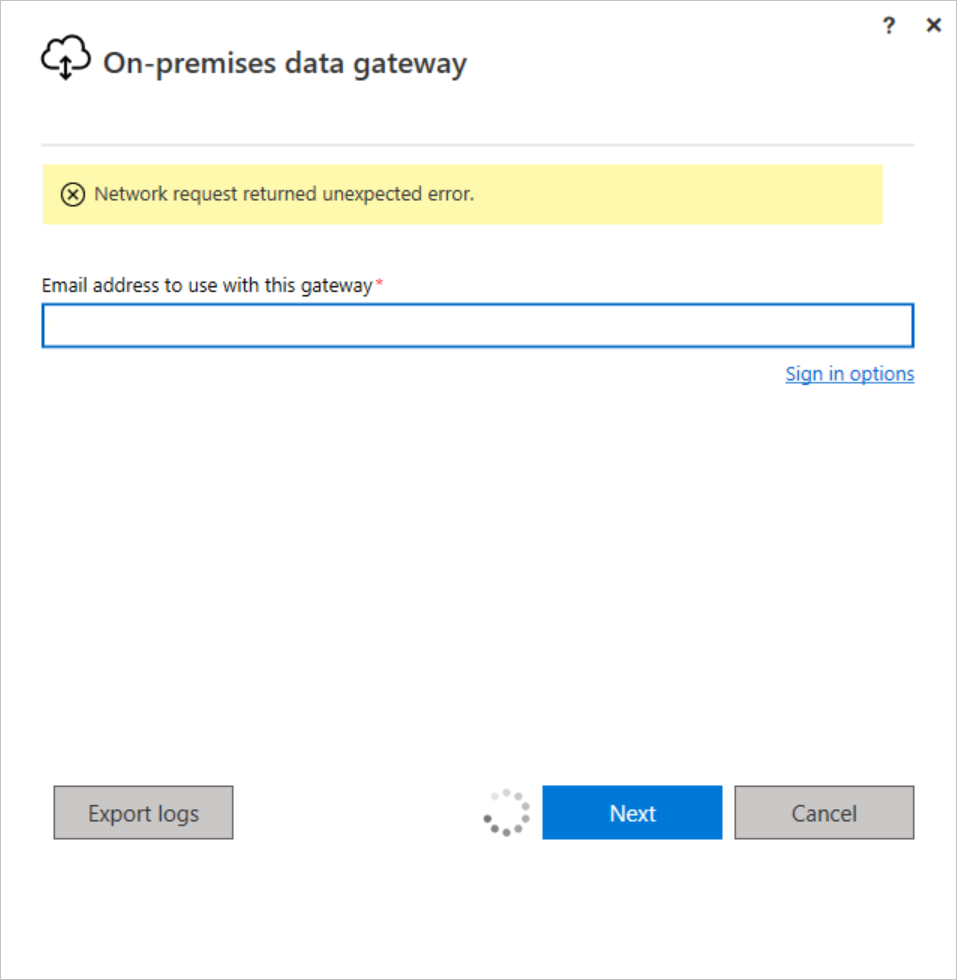 ?
On-premises data gateway
Network request returned unexpected error.
Email address to use with this gateway*
Sign in options
Export logs
Next
Cancel